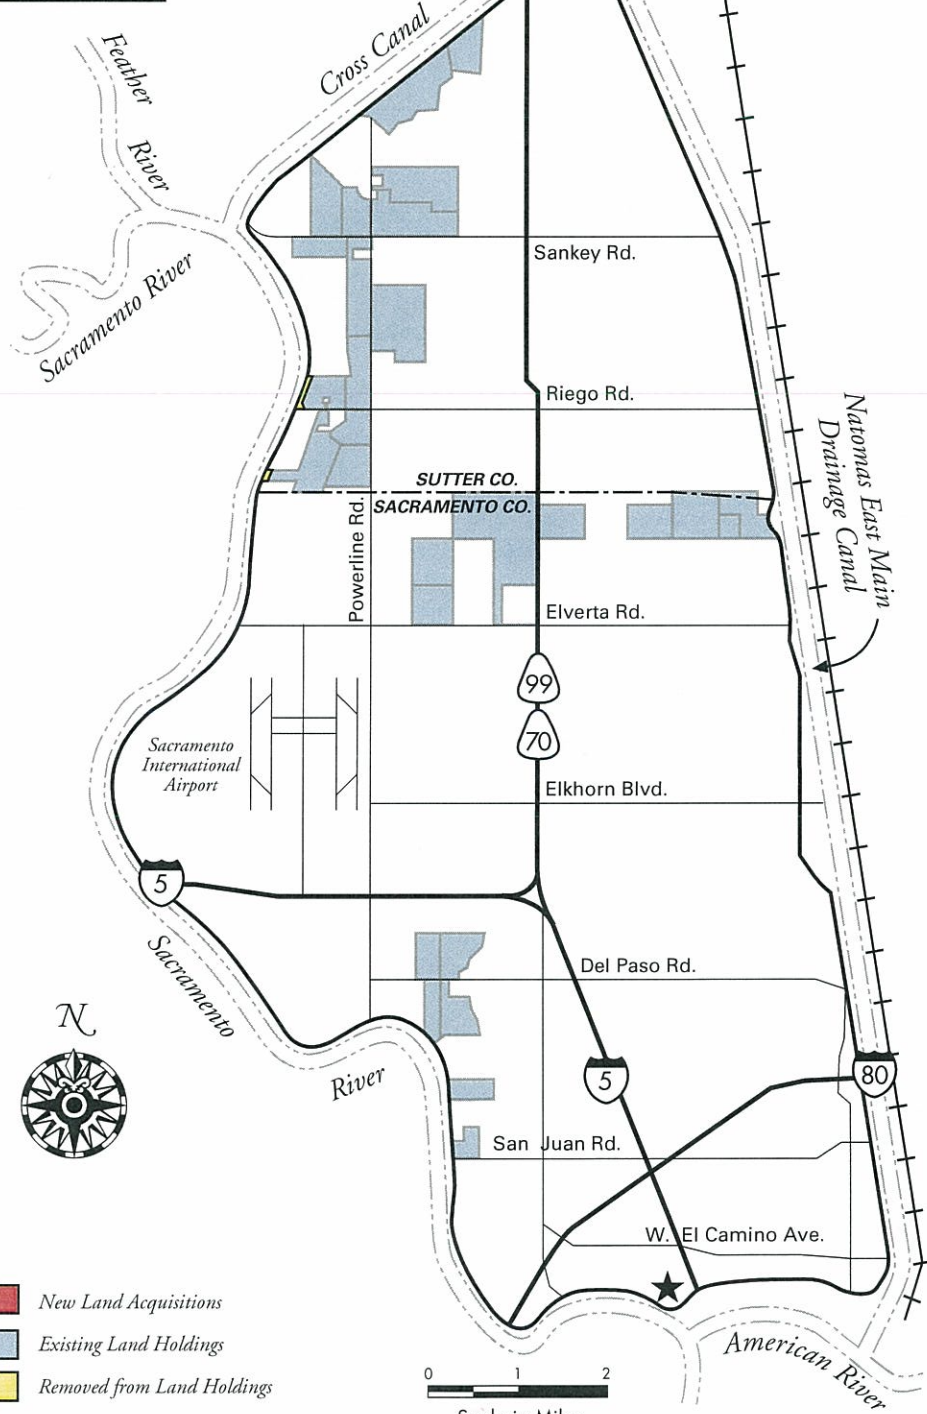 Feather
River
Cross Canal
Sacramento River
Sankey Rd.
Riego Rd.
Natomas East Main
Drainage Canal
SUTTER CO.
SACRAMENTO CO.
Powerline Rd.
Elverta Rd.
99
70
Sacramento
International
Airport
Elkhorn Blvd.
5
Sacramento
River
Del Paso Rd.
N
5
80
San Juan Rd.
W. El Camino Ave.
New Land Acquisitions
Existing Land Holdings
Removed from Land Holdings
0 1 2
American River